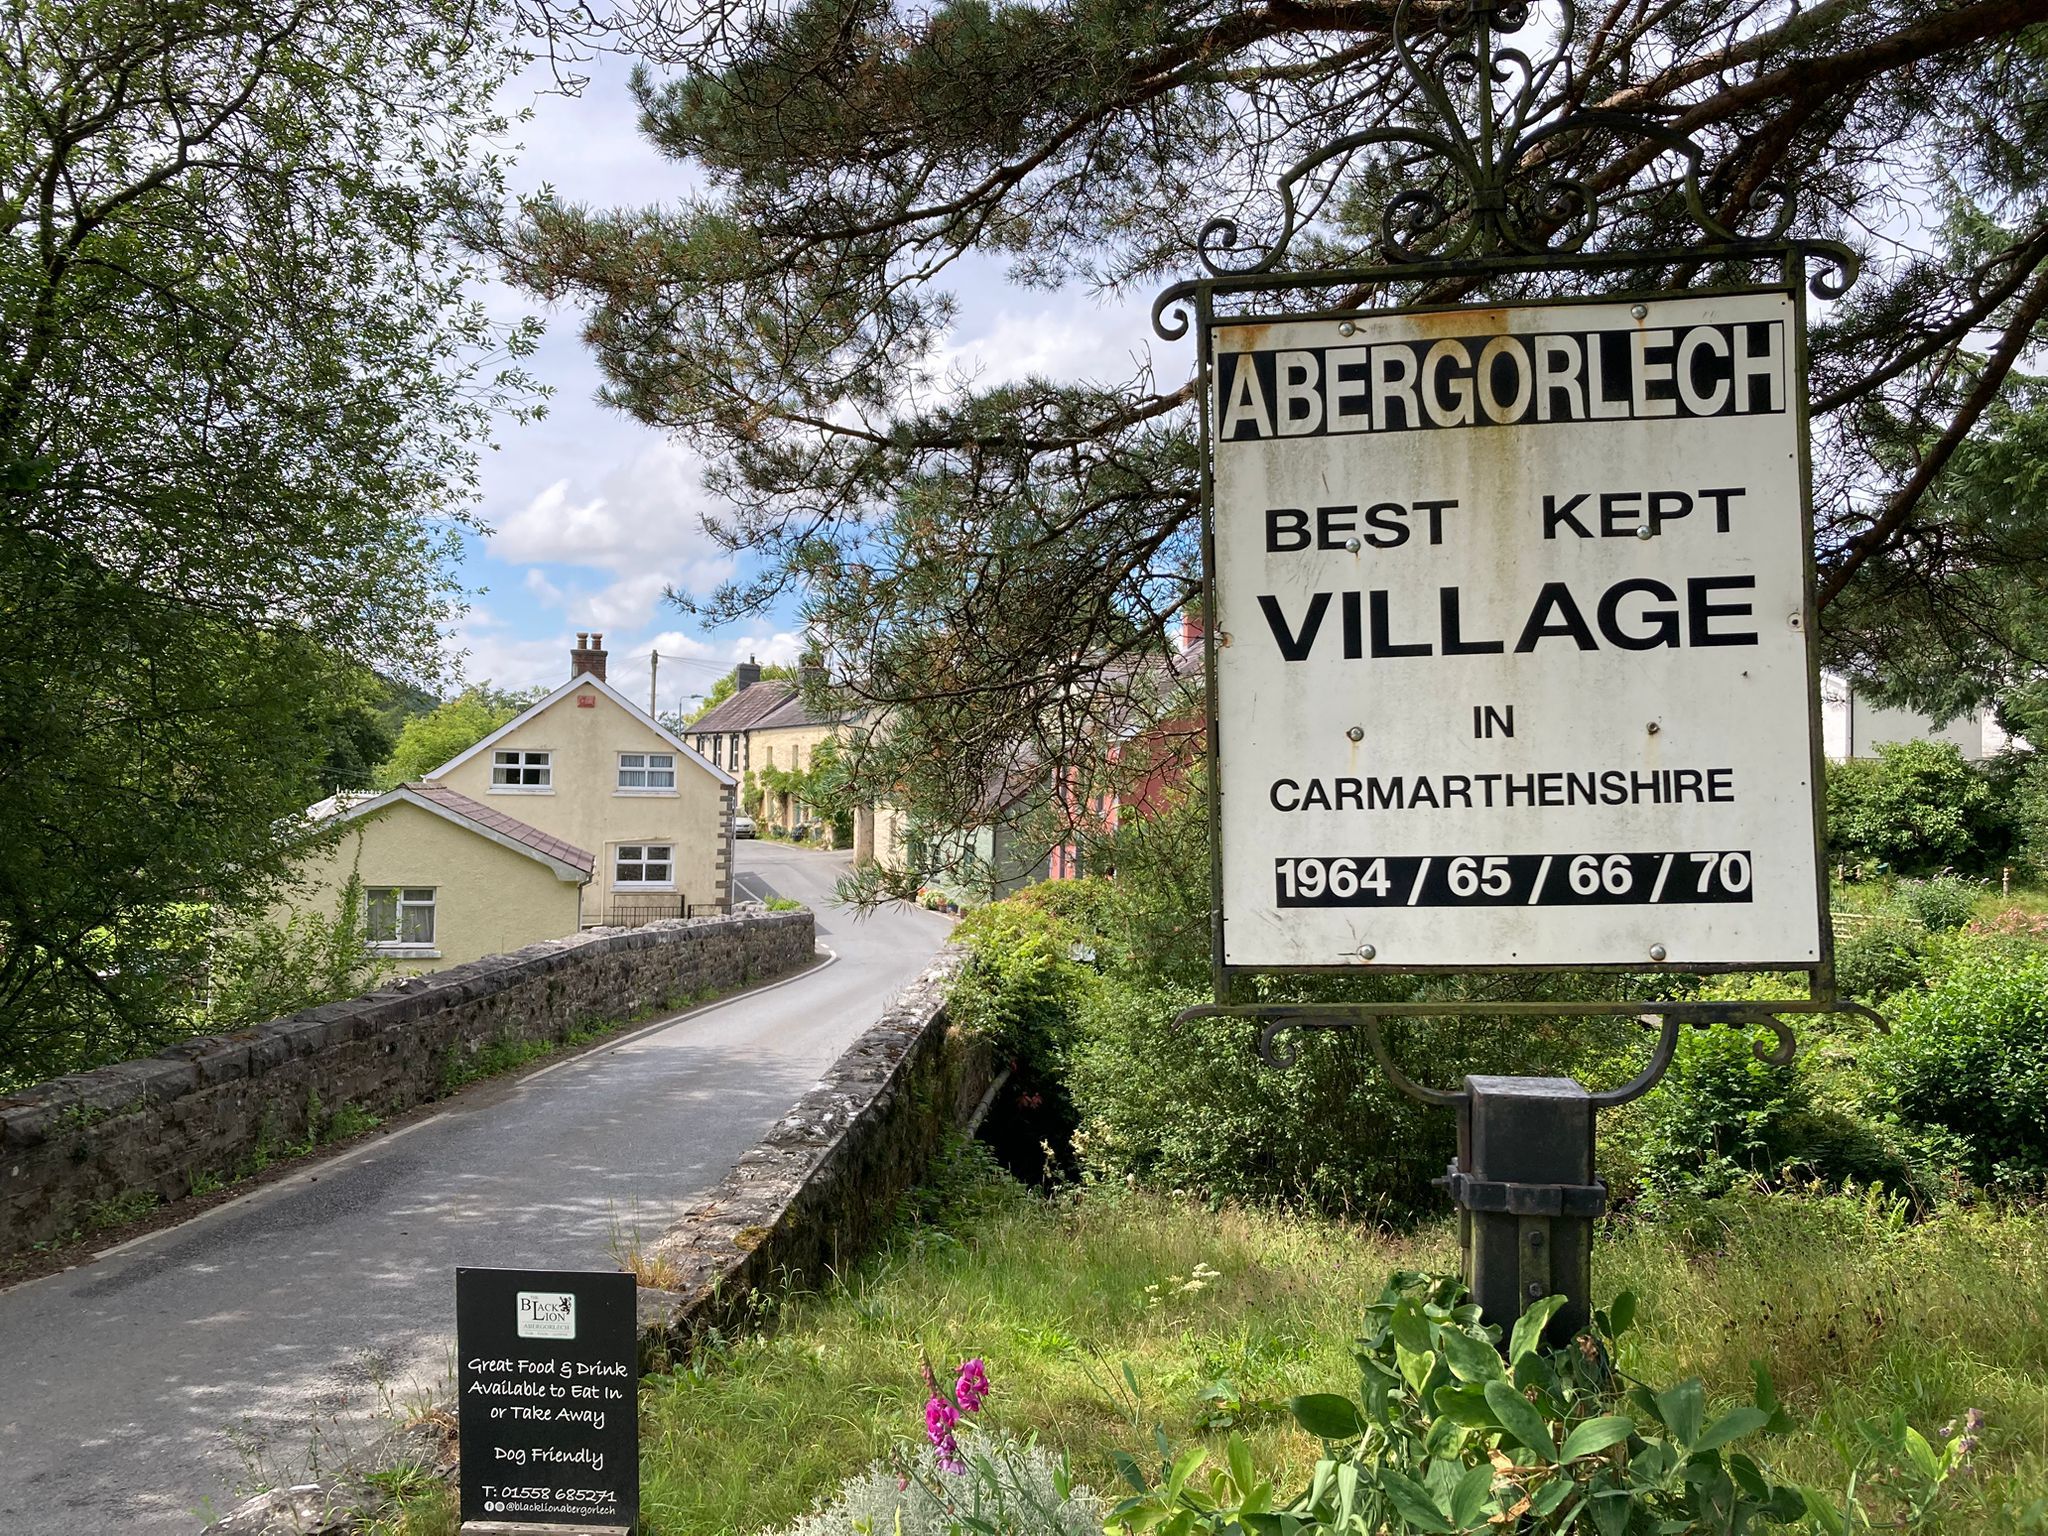 ABERGORLECH
BEST KEPT
VILLAGE
IN
CARMARTHENSHIRE
1964 / 65 / 66 / 70
THE
BLACK
LION
ABERGORLECH
Great Food & Drink
Available to Eat In
or Take Away
Dog Friendly
T: 01558 685271
@blacklionabergorlech